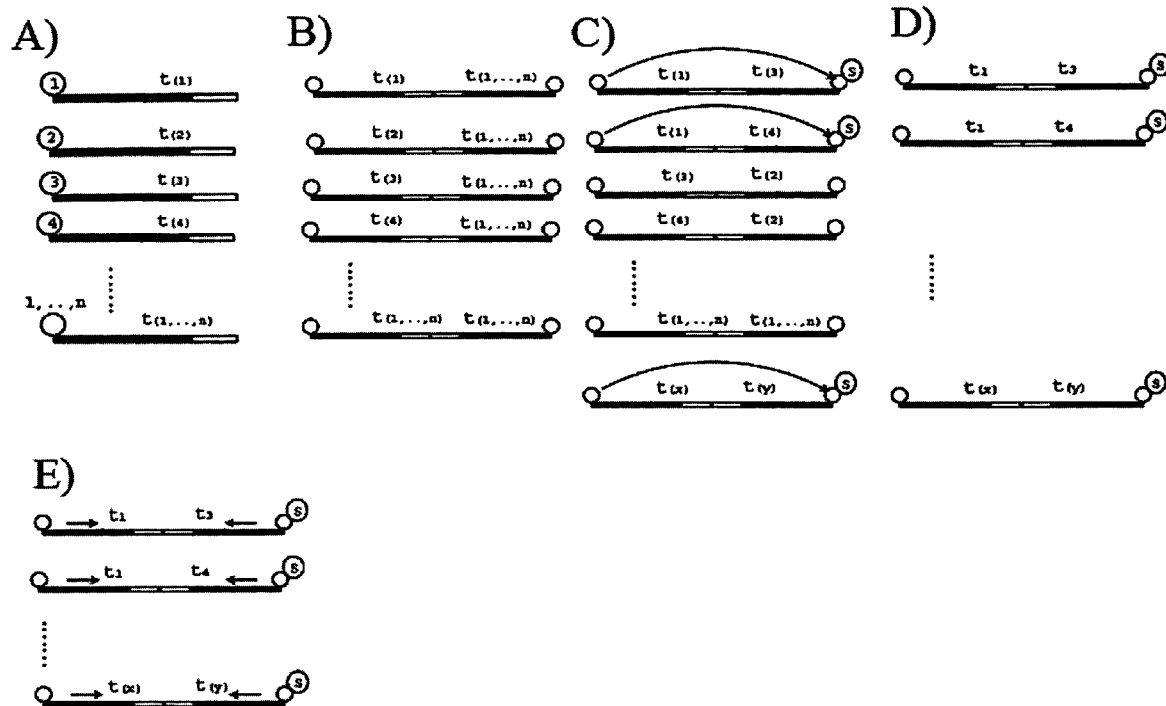 A)
1 t(1)
2 t(2)
3 t(3)
4 t(4)
1,..,n
t(1,..,n)
B)
t(1) t(1,..,n)
t(2) t(1,..,n)
t(3) t(1,..,n)
t(4) t(1,..,n)
t(1,..,n) t(1,..,n)
C)
t(1) t(3) S
t(1) t(4) S
t(3) t(2)
t(4) t(2)
t(1,..,n) t(1,..,n)
t(x) t(y) S
D)
t1 t3 S
t1 t4 S
t(x) t(y) S
E)
t1 t3 S
t1 t4 S
t(x) t(y) S